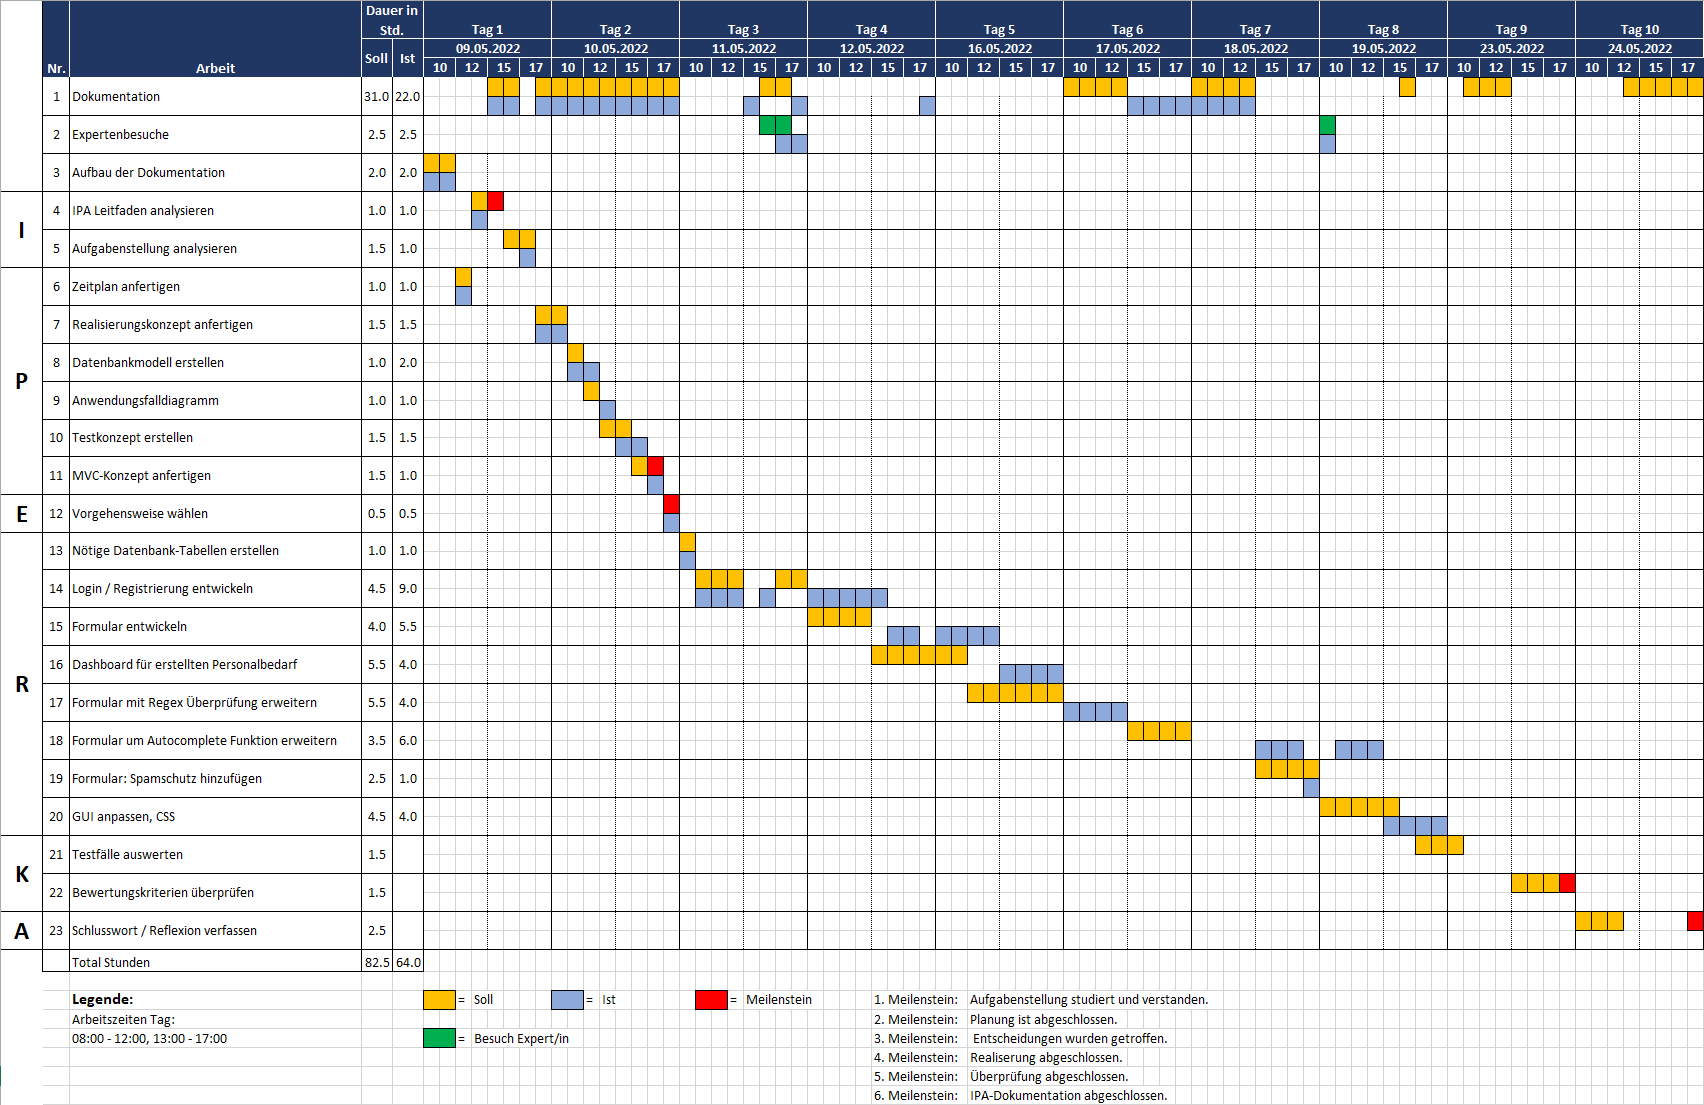 Dauer in Std. Tag 1 Tag 2 Tag 3 Tag 4 Tag 5 Tag 6 Tag 7 Tag 8 Tag 9 Tag 10
09.05.2022 10.05.2022 11.05.2022 12.05.2022 16.05.2022 17.05.2022 18.05.2022 19.05.2022 23.05.2022 24.05.2022
Nr. Arbeit Soll Ist 10 12 15 17 10 12 15 17 10 12 15 17 10 12 15 17 10 12 15 17 10 12 15 17 10 12 15 17 10 12 15 17 10 12 15 17 10 12 15 17
1 Dokumentation 31.0 22.0
2 Expertenbesuche 2.5 2.5
3 Aufbau der Dokumentation 2.0 2.0
I
4 IPA Leitfaden analysieren 1.0 1.0
5 Aufgabenstellung analysieren 1.5 1.0
P
6 Zeitplan anfertigen 1.0 1.0
7 Realisierungskonzept anfertigen 1.5 1.5
8 Datenbankmodell erstellen 1.0 2.0
9 Anwendungsfalldiagramm 1.0 1.0
10 Testkonzept erstellen 1.5 1.5
11 MVC-Konzept anfertigen 1.5 1.0
E
12 Vorgehensweise wählen 0.5 0.5
R
13 Nötige Datenbank-Tabellen erstellen 1.0 1.0
14 Login / Registrierung entwickeln 4.5 9.0
15 Formular entwickeln 4.0 5.5
16 Dashboard für erstellten Personalbedarf 5.5 4.0
17 Formular mit Regex Überprüfung erweitern 5.5 4.0
18 Formular um Autocomplete Funktion erweitern 3.5 6.0
19 Formular: Spamschutz hinzufügen 2.5 1.0
20 GUI anpassen, CSS 4.5 4.0
K
21 Testfälle auswerten 1.5
22 Bewertungskriterien überprüfen 1.5
A
23 Schlusswort / Reflexion verfassen 2.5
Total Stunden 82.5 64.0
Legende: = Soll = Ist = Meilenstein
Arbeitszeiten Tag:
08:00 - 12:00, 13:00 - 17:00 = Besuch Expert/in
1. Meilenstein: Aufgabenstellung studiert und verstanden.
2. Meilenstein: Planung ist abgeschlossen.
3. Meilenstein: Entscheidungen wurden getroffen.
4. Meilenstein: Realiserung abgeschlossen.
5. Meilenstein: Überprüfung abgeschlossen.
6. Meilenstein: IPA-Dokumentation abgeschlossen.